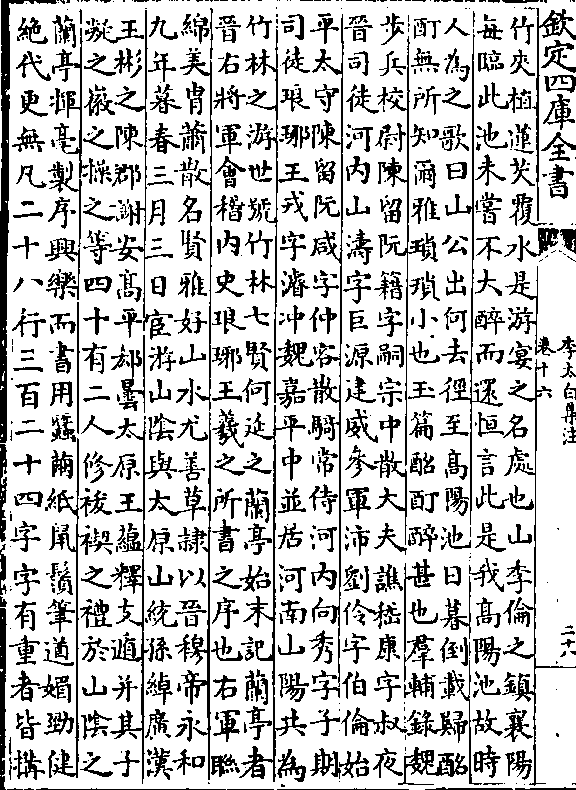 欽定四庫全書
李太白集注
卷十六
二十八
竹夾植蓮芡覆水是游宴之名處也山李倫之鎮襄陽
每臨此池未嘗不大醉而還恒言此是我高陽池故時
人為之歌曰山公出何去徑至高陽池日暮倒載歸酩
酊無所知爾雅瑣瑣小也玉篇酩酊醉甚也羣輔錄魏
步兵校尉陳留阮籍字嗣宗中散大夫譙嵇康字叔夜
晉司徒河内山濤字巨源建威參軍沛劉伶字伯倫始
平太守陳留阮咸字仲容散騎常侍河内向秀字子期
司徒琅琊王戎字濬冲魏嘉平中並居河南山陽共為
竹林之游世號竹林七賢何延之蘭亭始末記蘭亭者
晉右將軍會稽内史琅琊王羲之所書之序也右軍聯
綿美胄蕭散名賢雅好山水尤善草隷以晉穆帝永和
九年暮春三月三日宦游山陰與太原山統孫綽廣漢
王彬之陳郡謝安高平郄曇太原王藴釋支遁并其子
凝之徽之操之等四十有二人修祓禊之禮於山陰之
蘭亭揮毫製序興樂而書用蠶繭紙鼠鬚筆遒媚勁健
絶代更無凡二十八行三百二十四字字有重者皆搆